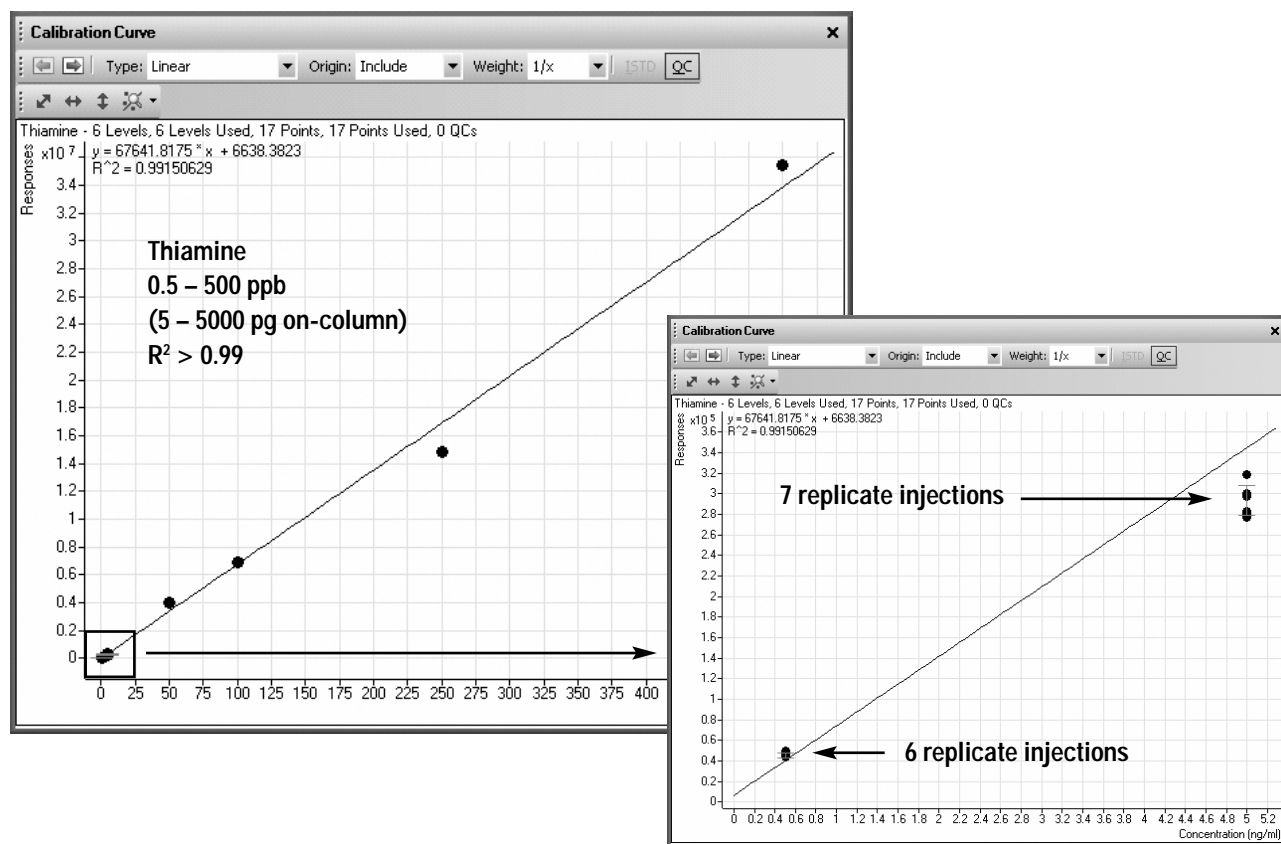 Calibration Curve
Type: Linear Origin: Include Weight: 1/x ISTD QC
Thiamine - 6 Levels, 6 Levels Used, 17 Points, 17 Points Used, 0 QCs
Responses
x10 7
y = 67641.8175 * x + 6638.3823
R^2 = 0.99150629
3.4
3.2
3
2.8
2.6
2.4
2.2
2
1.8
1.6
1.4
1.2
1
0.8
0.6
0.4
0.2
0
Thiamine
0.5 – 500 ppb
(5 – 5000 pg on-column)
R2 > 0.99
0 25 50 75 100 125 150 175 200 225 250 275 300 325 350 375 400
Calibration Curve
Type: Linear Origin: Include Weight: 1/x ISTD QC
Thiamine - 6 Levels, 6 Levels Used, 17 Points, 17 Points Used, 0 QCs
Responses
x10 5
y = 67641.8175 * x + 6638.3823
R^2 = 0.99150629
3.6
3.4
3.2
3
2.8
2.6
2.4
2.2
2
1.8
1.6
1.4
1.2
1
0.8
0.6
0.4
0.2
0
7 replicate injections
6 replicate injections
0 0.2 0.4 0.6 0.8 1 1.2 1.4 1.6 1.8 2 2.2 2.4 2.6 2.8 3 3.2 3.4 3.6 3.8 4 4.2 4.4 4.6 4.8 5 5.2
Concentration (ng/ml)